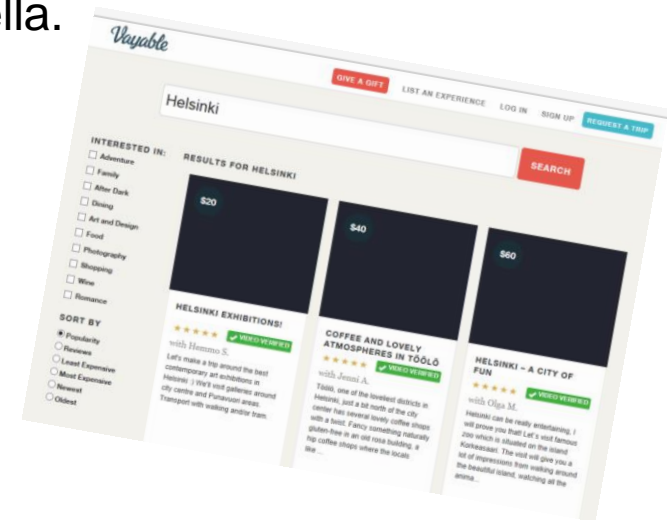 ella.
Vayable
GIVE A GIFT
LIST AN EXPERIENCE
LOG IN
SIGN UP
REQUEST A TRIP
Helsinki
SEARCH
INTERESTED IN:
Adventure
Family
After Dark
Dining
Art and Design
Food
Photography
Shopping
Wine
Romance
SORT BY
Popularity
Reviews
Least Expensive
Most Expensive
Newest
Oldest
RESULTS FOR HELSINKI
$20
HELSINKI EXHIBITIONS!
VIDEO VERIFIED
with Hemmo S.
Let's make a trip around the best
contemporary art exhibitions in
Helsinki :) We'll visit galleries around
city centre and Punavuori areas.
Transport with walking and/or tram.
$40
COFFEE AND LOVELY
ATMOSPHERES IN TÖÖLÖ
VIDEO VERIFIED
with Jenni A.
Töölö, one of the loveliest districts in
Helsinki, just a bit north of the city
center has several lovely coffee shops
with a twist. Fancy something naturally
gluten-free in an old rosa building, a
hip coffee shops where the locals
like ...
$60
HELSINKI – A CITY OF
FUN
VIDEO VERIFIED
with Olga M.
Helsinki can be really entertaining, I
will prove you that! Let's visit famous
zoo which is situated on the island
Korkeasaari. The visit will give you a
lot of impressions from walking around
the beautiful island, watching all the
anima...